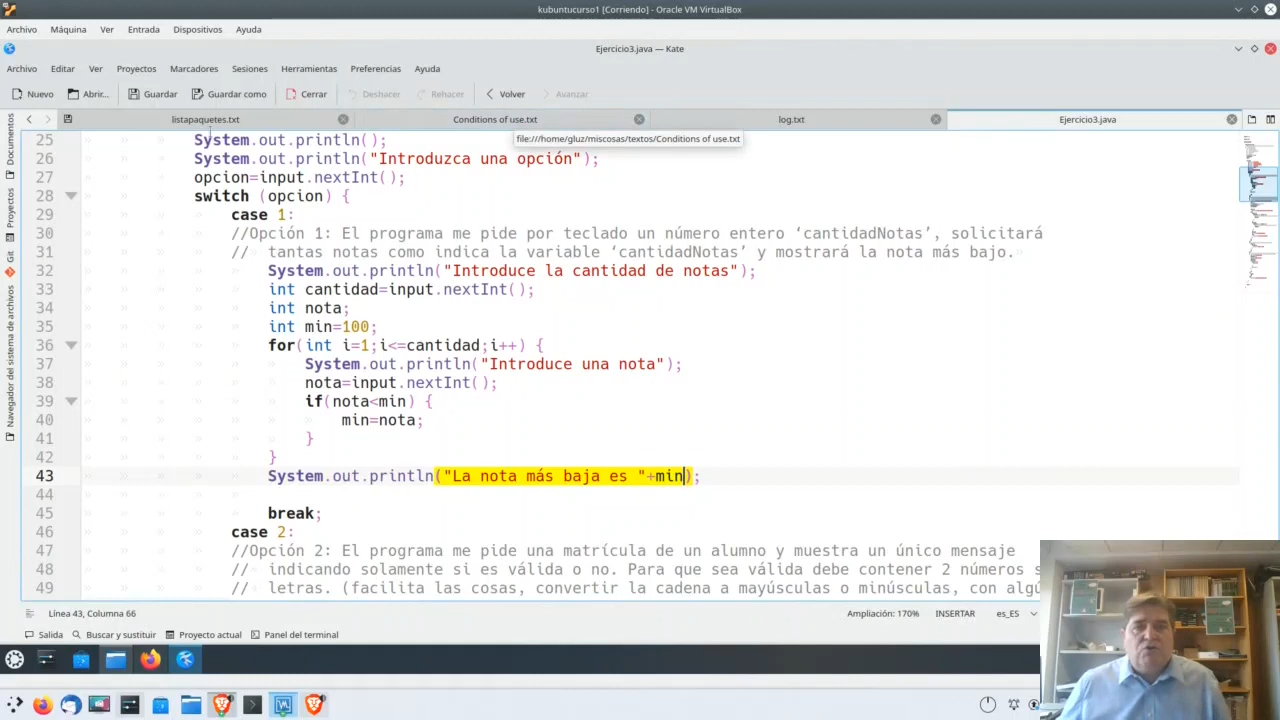 kubuntucurso1 [Corriendo] - Oracle VM VirtualBox
Archivo Máquina Ver Entrada Dispositivos Ayuda
Ejercicio3.java — Kate
Archivo Editar Ver Proyectos Marcadores Sesiones Herramientas Preferencias Ayuda
Nuevo Abrir... Guardar Guardar como Cerrar Deshacer Rehacer Volver Avanzar
listapaquetes.txt Conditions of use.txt log.txt Ejercicio3.java
file:///home/gluz/miscosas/textos/Conditions of use.txt
Documentos
Proyectos
Git
Navegador del sistema de archivos
25 System.out.println();
26 System.out.println("Introduzca una opción");
27 opcion=input.nextInt();
28 switch (opcion) {
29 case 1:
30 //Opción 1: El programa me pide por teclado un número entero ‘cantidadNotas’, solicitará
31 // tantas notas como indica la variable ‘cantidadNotas’ y mostrará la nota más bajo.
32 System.out.println("Introduce la cantidad de notas");
33 int cantidad=input.nextInt();
34 int nota;
35 int min=100;
36 for(int i=1;i<=cantidad;i++) {
37 System.out.println("Introduce una nota");
38 nota=input.nextInt();
39 if(nota<min) {
40 min=nota;
41 }
42 }
43 System.out.println("La nota más baja es "+min);
44
45 break;
46 case 2:
47 //Opción 2: El programa me pide una matrícula de un alumno y muestra un único mensaje
48 // indicando solamente si es válida o no. Para que sea válida debe contener 2 números s
49 // letras. (facilita las cosas, convertir la cadena a mayúsculas o minúsculas, con algú
Línea 43, Columna 66 Ampliación: 170% INSERTAR es_ES
Salida Buscar y sustituir Proyecto actual Panel del terminal